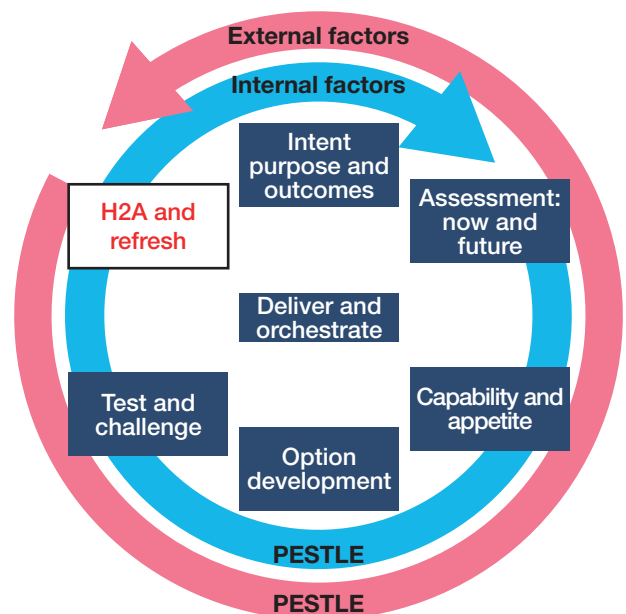 External factors
Internal factors
Intent
purpose and
outcomes
H2A and
refresh
Assessment:
now and
future
Deliver and
orchestrate
Test and
challenge
Capability and
appetite
Option
development
PESTLE
PESTLE